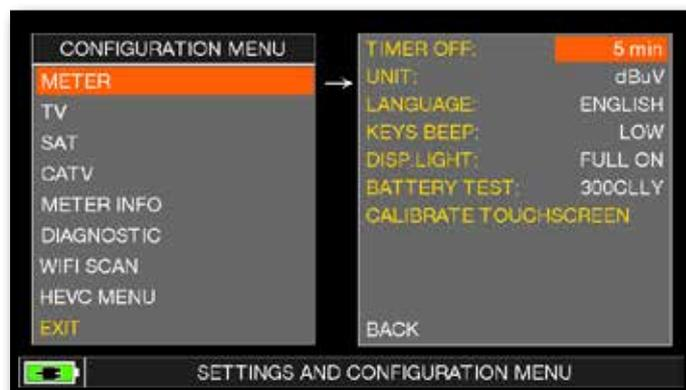 CONFIGURATION MENU
METER
TV
SAT
CATV
METER INFO
DIAGNOSTIC
WIFI SCAN
HEVC MENU
EXIT
TIMER OFF: 5 min
UNIT: dBuV
LANGUAGE: ENGLISH
KEYS BEEP: LOW
DISP.LIGHT: FULL ON
BATTERY TEST: 300CLLY
CALIBRATE TOUCHSCREEN
BACK
SETTINGS AND CONFIGURATION MENU